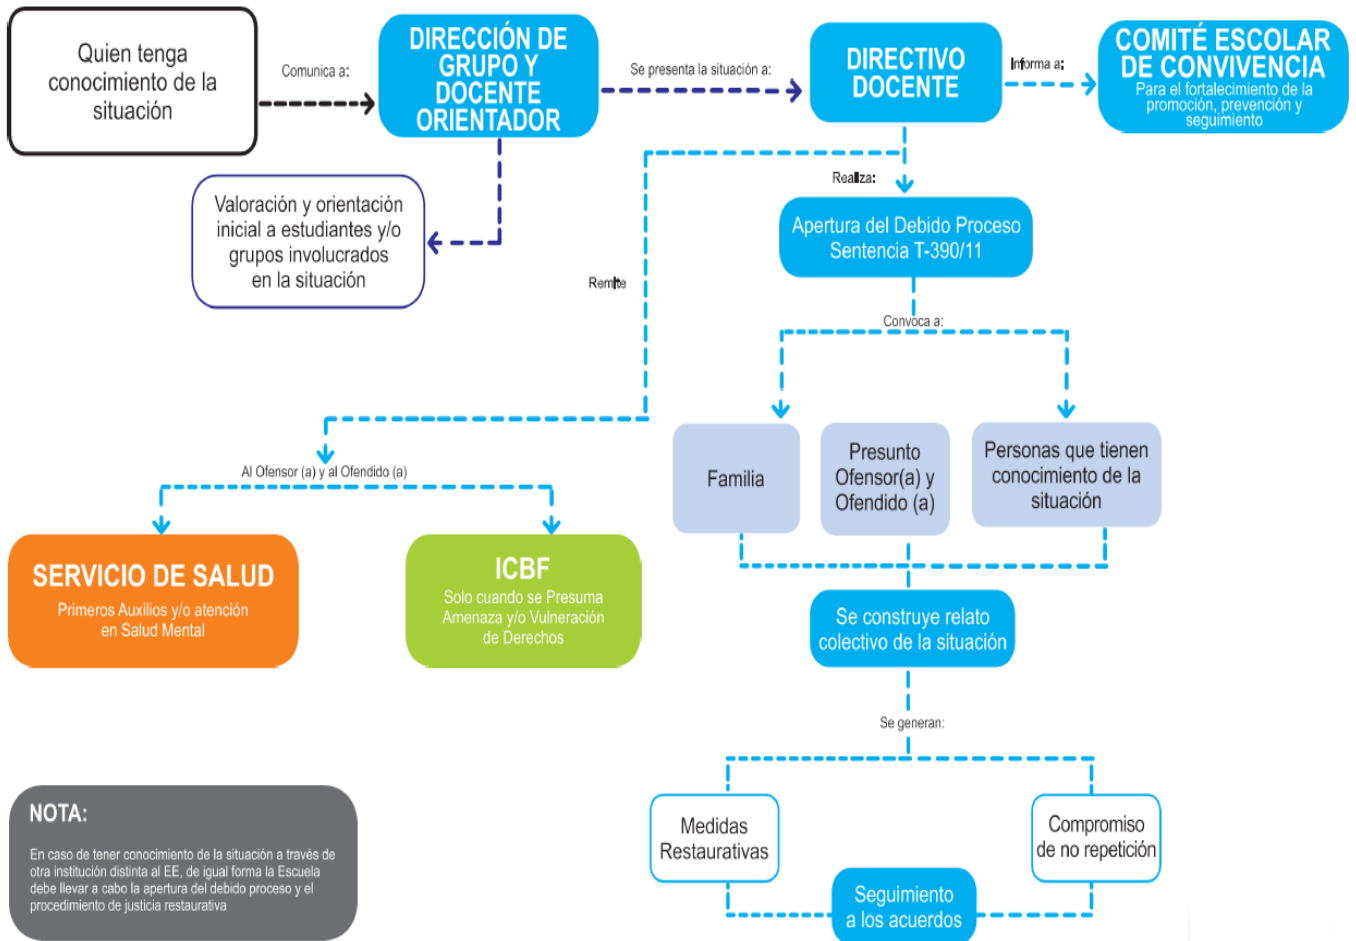 Quien tenga
conocimiento de la
situación
Comunica a:
DIRECCIÓN DE
GRUPO Y
DOCENTE
ORIENTADOR
Se presenta la situación a:
DIRECTIVO
DOCENTE
Informa a:
COMITÉ ESCOLAR
DE CONVIVENCIA
Para el fortalecimiento de la
promoción, prevención y
seguimiento
Valoración y orientación
inicial a estudiantes y/o
grupos involucrados
en la situación
Realiza:
Apertura del Debido Proceso
Sentencia T-390/11
Remite
Convoca a:
Familia
Presunto
Ofensor(a) y
Ofendido (a)
Personas que tienen
conocimiento de la
situación
Al Ofensor (a) y al Ofendido (a)
SERVICIO DE SALUD
Primeros Auxilios y/o atención
en Salud Mental
ICBF
Solo cuando se Presuma
Amenaza y/o Vulneración
de Derechos
Se construye relato
colectivo de la situación
Se generan:
Medidas
Restaurativas
Compromiso
de no repetición
Seguimiento
a los acuerdos
NOTA:
En caso de tener conocimiento de la situación a través de
otra institución distinta al EE, de igual forma la Escuela
debe llevar a cabo la apertura del debido proceso y el
procedimiento de justicia restaurativa